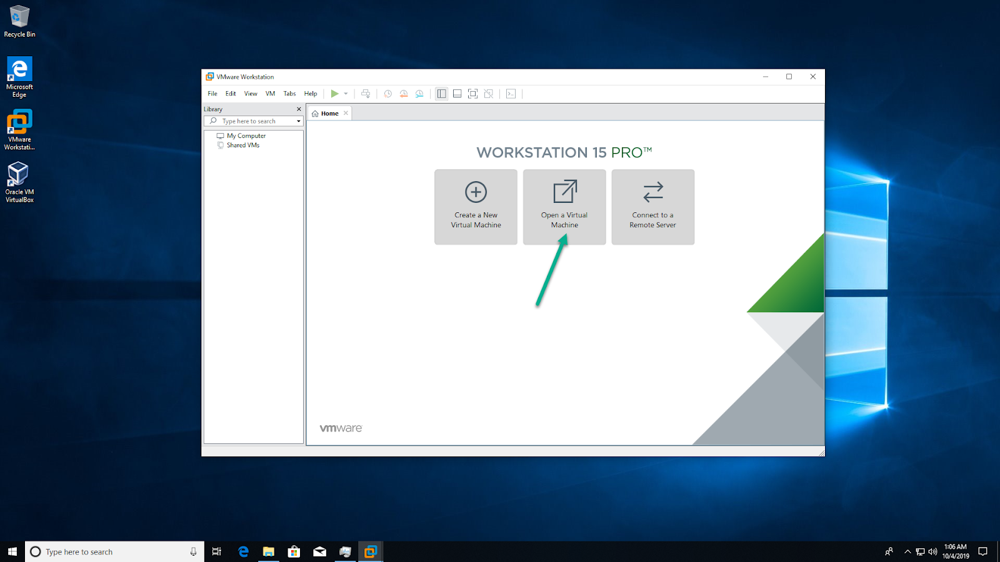 Recycle Bin
Microsoft
Edge
VMware
Workstati...
Oracle VM
VirtualBox
VMware Workstation
File Edit View VM Tabs Help
Library
Type here to search
My Computer
Shared VMs
Home
WORKSTATION 15 PRO™
Create a New
Virtual Machine
Open a Virtual
Machine
Connect to a
Remote Server
vmware
Type here to search
1:06 AM
10/4/2019